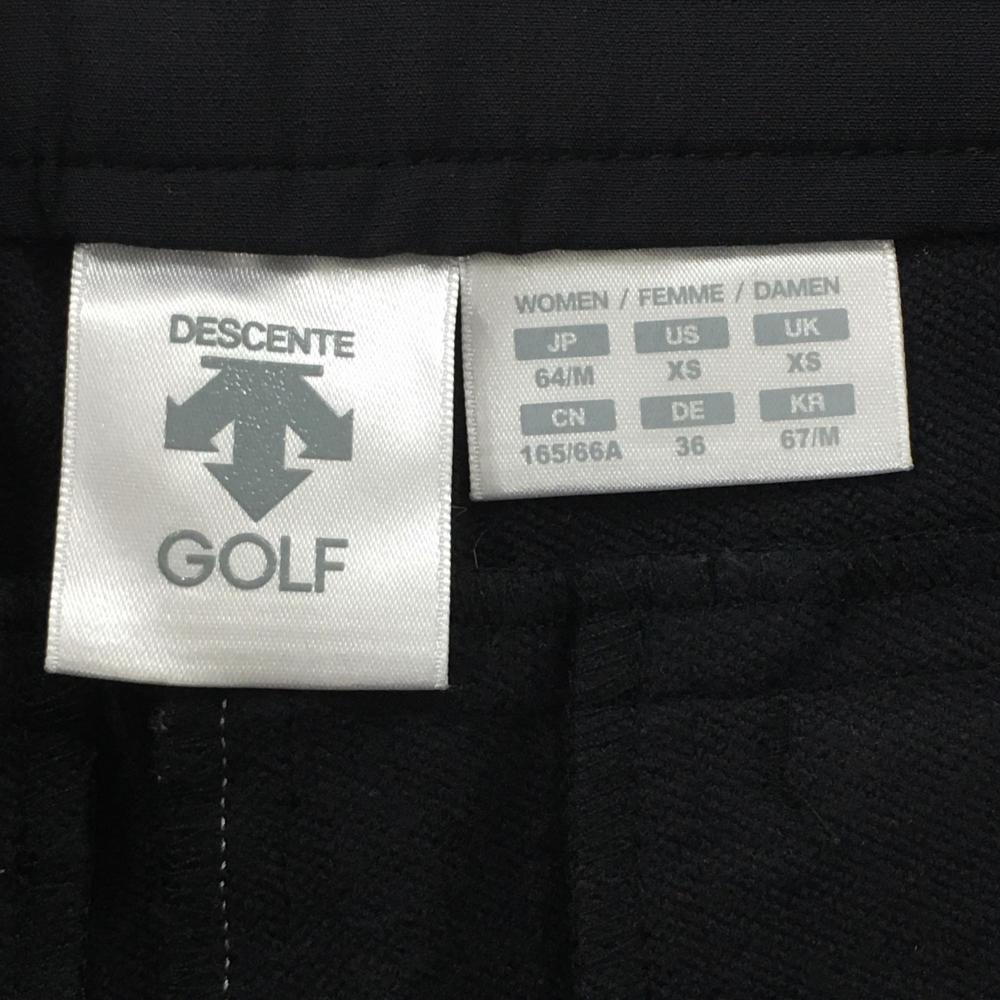 DESCENTE
GOLF
WOMEN / FEMME / DAMEN
JP US UK
64/M XS XS
CN DE KR
165/66A 36 67/M